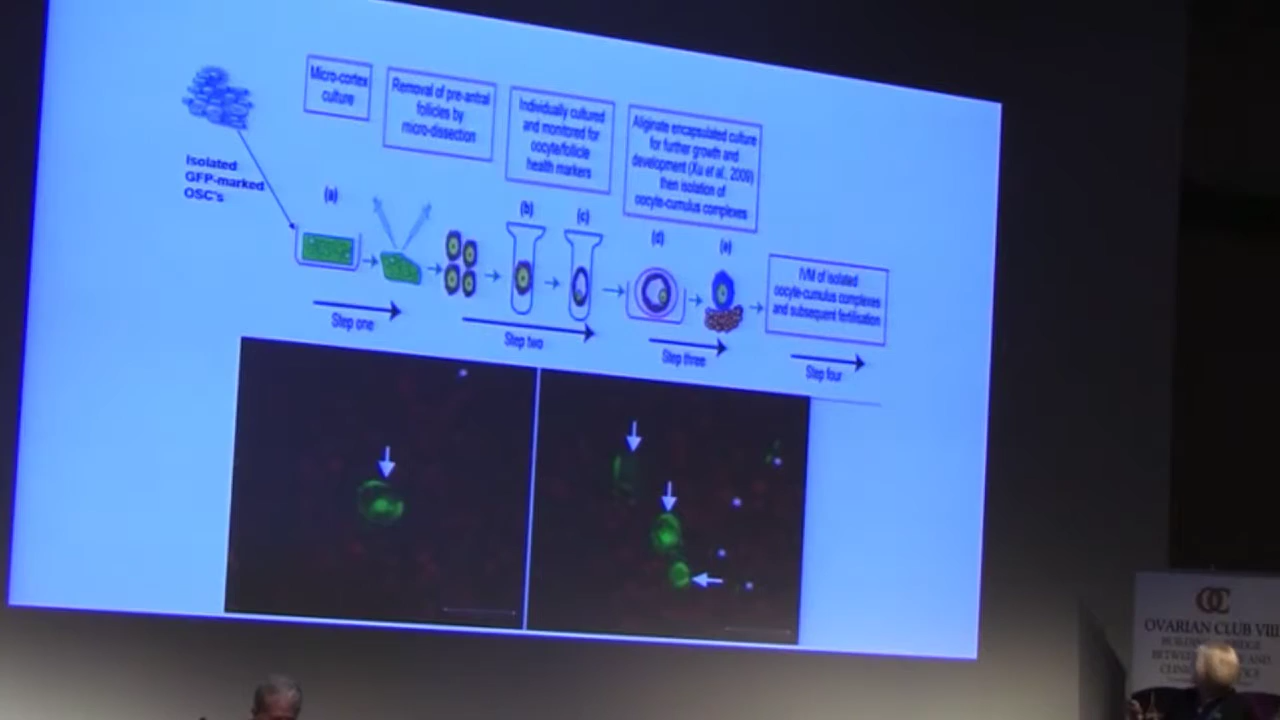 Micro-cortex
culture
Removal of pre-antral
follicles by
micro-dissection
Individually cultured
and monitored for
oocyte/follicle
health markers
Alginate encapsulated culture
for further growth and
development (Xu et al., 2009)
then isolation of
oocyte-cumulus complexes
Isolated
GFP-marked
OSC's
(a)
(b)
(c)
(d)
(e)
IVM of isolated
oocyte-cumulus complexes
and subsequent fertilisation
Step one
Step two
Step three
Step four
OC
OVARIAN CLUB VIII